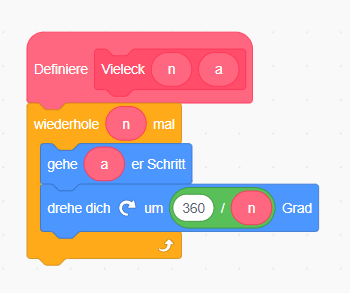 Definiere Vieleck n a
wiederhole n mal
gehe a er Schritt
drehe dich um 360 / n Grad